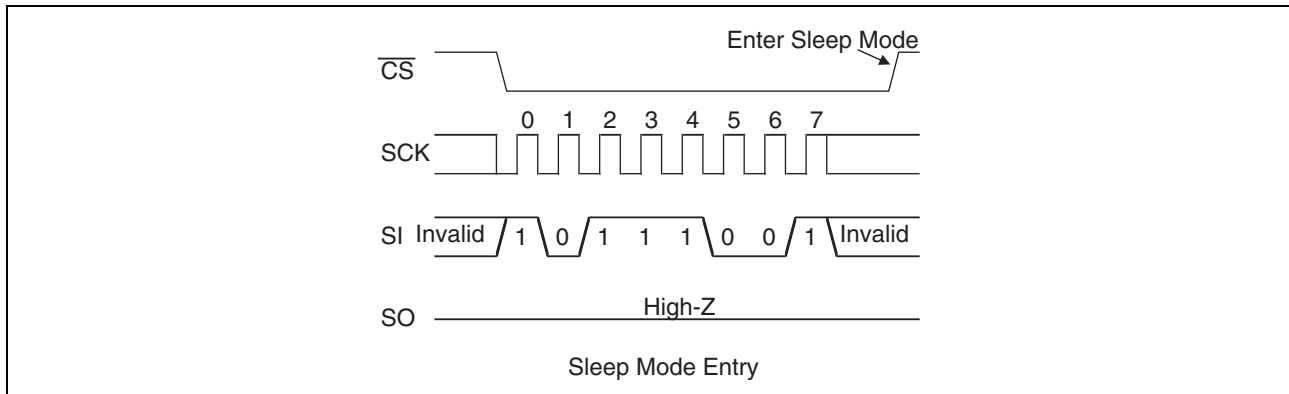 Enter Sleep Mode
CS
0 1 2 3 4 5 6 7
SCK
SI Invalid 1 0 1 1 1 0 0 1 Invalid
High-Z
SO
Sleep Mode Entry